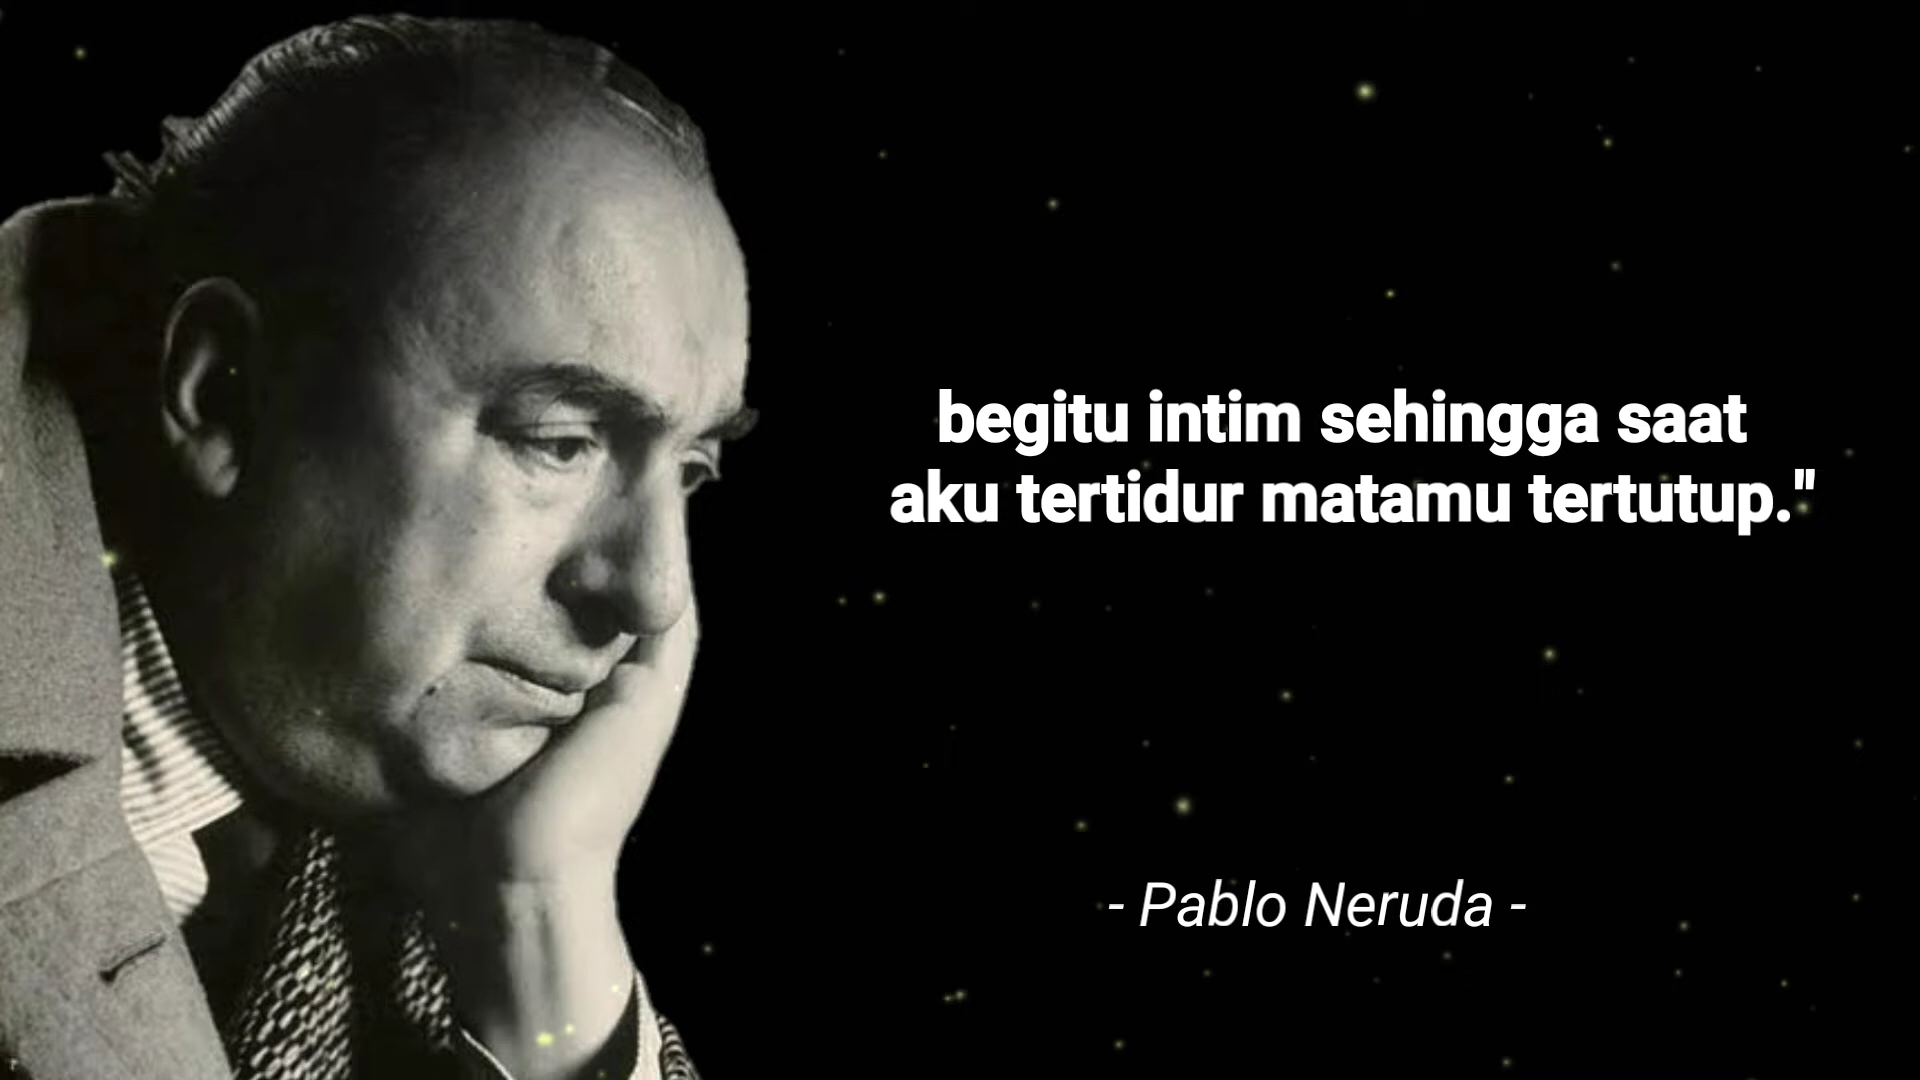 begitu intim sehingga saat
aku tertidur matamu tertutup."
- Pablo Neruda -